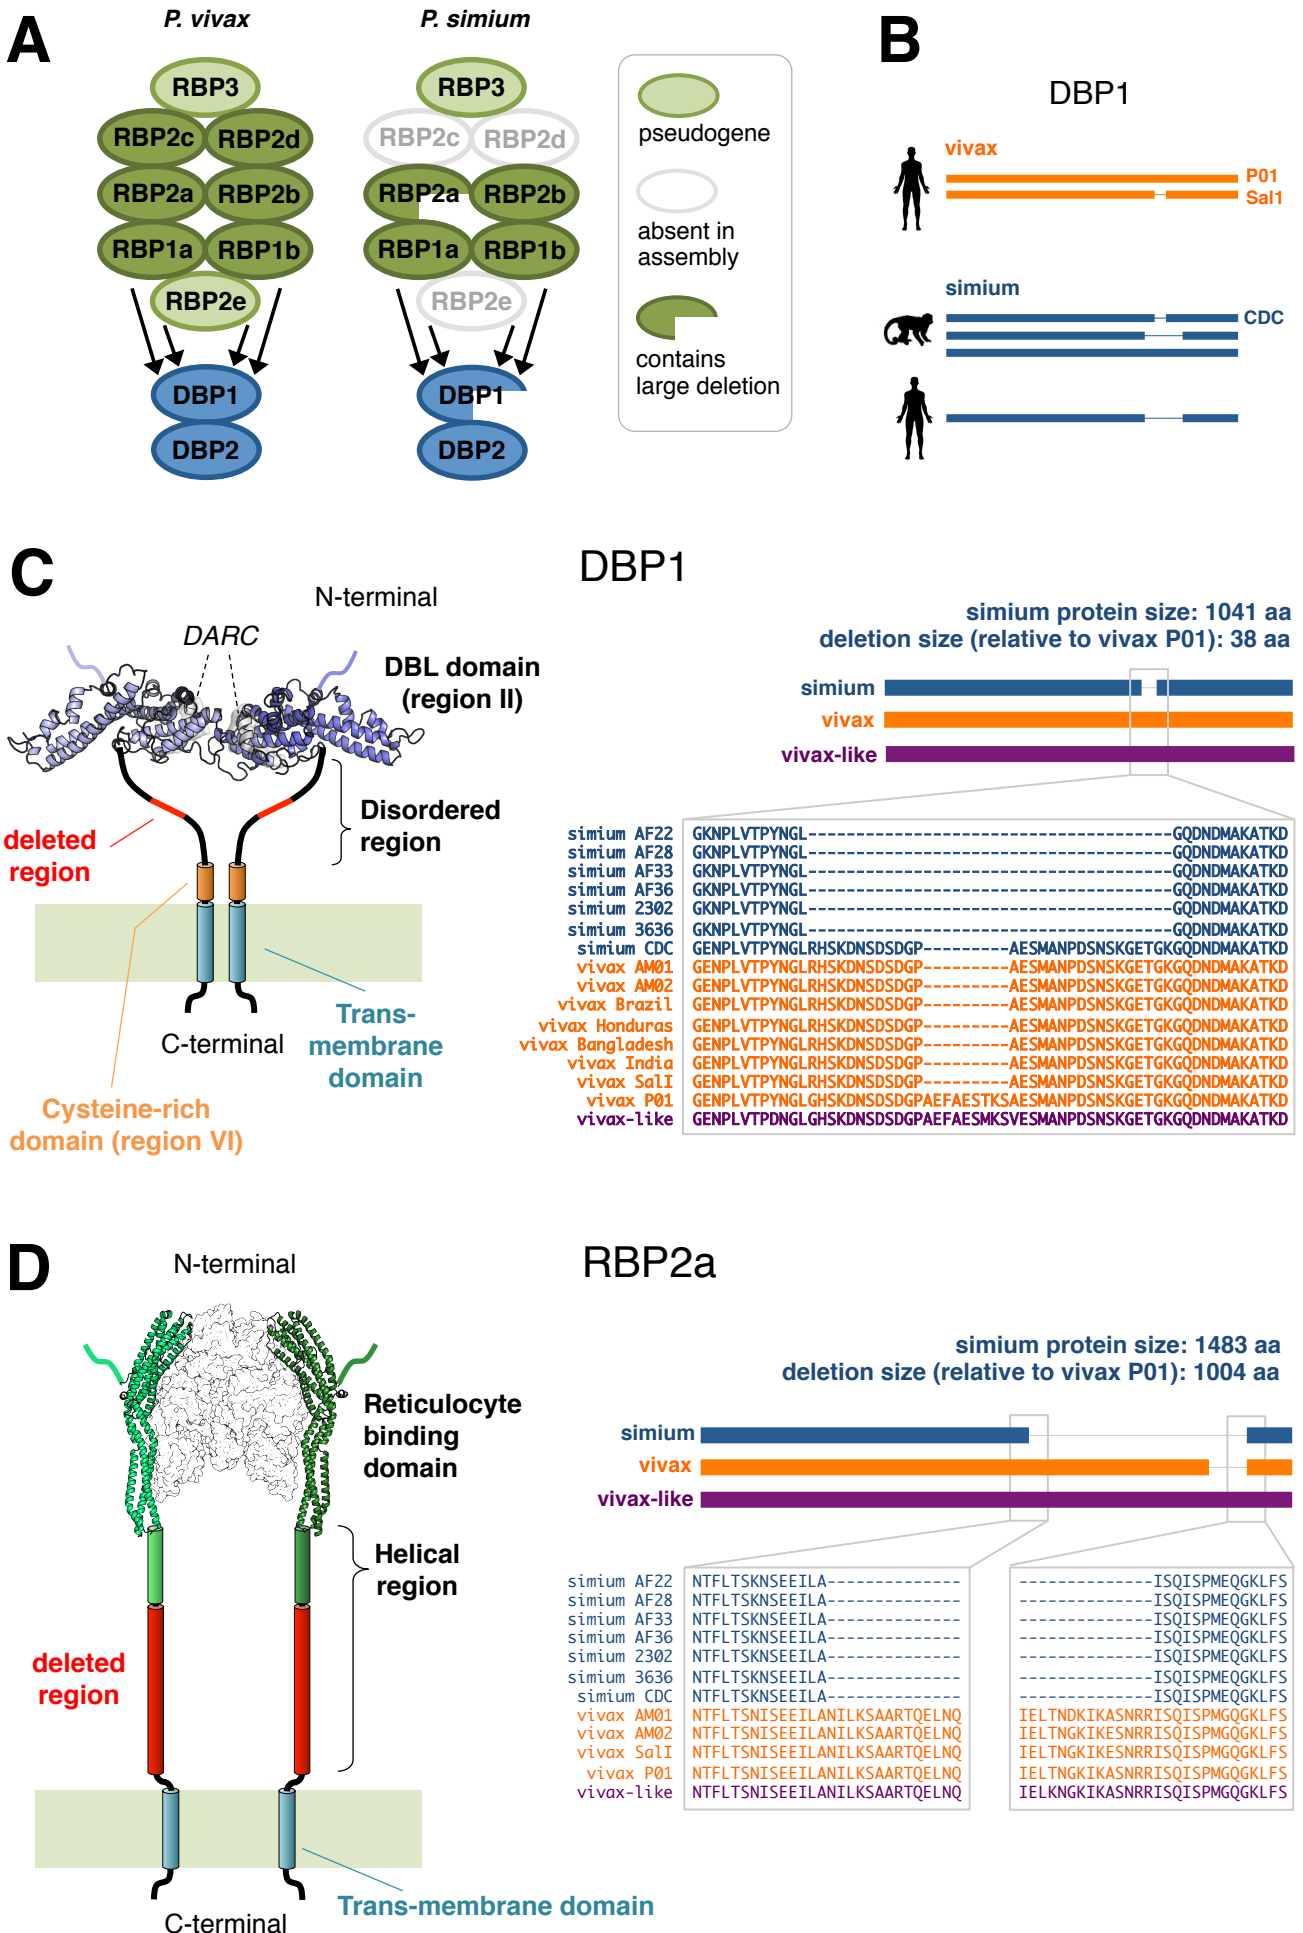 A
P. vivax
P. simium
RBP3
RBP2c
RBP2d
RBP2a
RBP2b
RBP1a
RBP1b
RBP2e
DBP1
DBP2
RBP3
RBP2c
RBP2d
RBP2a
RBP2b
RBP1a
RBP1b
RBP2e
DBP1
DBP2
pseudogene
absent in
assembly
contains
large deletion
B
DBP1
vivax
P01
Sal1
simium
CDC
C
N-terminal
DARC
DBL domain
(region II)
Disordered
region
deleted
region
C-terminal
Trans-
membrane
domain
Cysteine-rich
domain (region VI)
DBP1
simium protein size: 1041 aa
deletion size (relative to vivax P01): 38 aa
simium
vivax
vivax-like
simium AF22 GKNPLVTPYNGL--------------------------------------GQDNDMAKATKD
simium AF28 GKNPLVTPYNGL--------------------------------------GQDNDMAKATKD
simium AF33 GKNPLVTPYNGL--------------------------------------GQDNDMAKATKD
simium AF36 GKNPLVTPYNGL--------------------------------------GQDNDMAKATKD
simium 2302 GKNPLVTPYNGL--------------------------------------GQDNDMAKATKD
simium 3636 GKNPLVTPYNGL--------------------------------------GQDNDMAKATKD
simium CDC GENPLVTPYNGLRHSKDNSDSDGP---------AESMANPDSNSKGETGKGQDNDMAKATKD
vivax AM01 GENPLVTPYNGLRHSKDNSDSDGP---------AESMANPDSNSKGETGKGQDNDMAKATKD
vivax AM02 GENPLVTPYNGLRHSKDNSDSDGP---------AESMANPDSNSKGETGKGQDNDMAKATKD
vivax Brazil GENPLVTPYNGLRHSKDNSDSDGP---------AESMANPDSNSKGETGKGQDNDMAKATKD
vivax Honduras GENPLVTPYNGLRHSKDNSDSDGP---------AESMANPDSNSKGETGKGQDNDMAKATKD
vivax Bangladesh GENPLVTPYNGLRHSKDNSDSDGP---------AESMANPDSNSKGETGKGQDNDMAKATKD
vivax India GENPLVTPYNGLRHSKDNSDSDGP---------AESMANPDSNSKGETGKGQDNDMAKATKD
vivax SalI GENPLVTPYNGLRHSKDNSDSDGP---------AESMANPDSNSKGETGKGQDNDMAKATKD
vivax P01 GENPLVTPYNGLGHSKDNSDSDGPAEFAESTKSAESMANPDSNSKGETGKGQDNDMAKATKD
vivax-like GENPLVTPDNGLGHSKDNSDSDGPAEFAESMKSVESMANPDSNSKGETGKGQDNDMAKATKD
D
N-terminal
Reticulocyte
binding
domain
Helical
region
deleted
region
Trans-membrane domain
C-terminal
RBP2a
simium protein size: 1483 aa
deletion size (relative to vivax P01): 1004 aa
simium
vivax
vivax-like
simium AF22 NTFLTSKNSEEILA-------------- --------------ISQISPMEQGKLFS
simium AF28 NTFLTSKNSEEILA-------------- --------------ISQISPMEQGKLFS
simium AF33 NTFLTSKNSEEILA-------------- --------------ISQISPMEQGKLFS
simium AF36 NTFLTSKNSEEILA-------------- --------------ISQISPMEQGKLFS
simium 2302 NTFLTSKNSEEILA-------------- --------------ISQISPMEQGKLFS
simium 3636 NTFLTSKNSEEILA-------------- --------------ISQISPMEQGKLFS
simium CDC NTFLTSKNSEEILA-------------- --------------ISQISPMEQGKLFS
vivax AM01 NTFLTSNISEEILANILKSAARTQELNQ IELTNDKIKASNRRISQISPMGQGKLFS
vivax AM02 NTFLTSNISEEILANILKSAARTQELNQ IELTNGKIKESNRRISQISPMGQGKLFS
vivax SalI NTFLTSNISEEILANILKSAARTQELNQ IELTNGKIKESNRRISQISPMGQGKLFS
vivax P01 NTFLTSNISEEILANILKSAARTQELNQ IELTNGKIKASNRRISQISPMGQGKLFS
vivax-like NTFLTSNISEEILANILKSAARTQELNQ IELKNGKIKASNRRISQISPMGQGKLFS